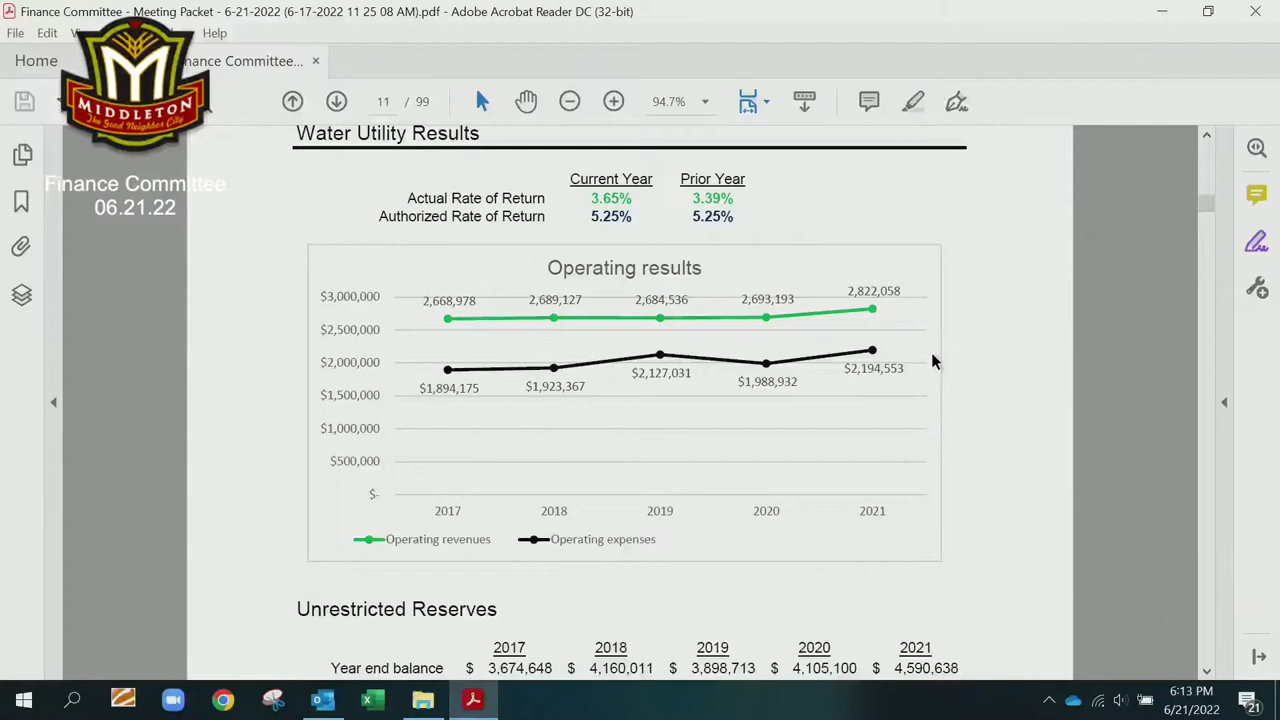 Finance Committee - Meeting Packet - 6-21-2022 (6-17-2022 11 25 08 AM).pdf - Adobe Acrobat Reader DC (32-bit)
File Edit Help
Home nance Committee... ×
11 / 99 94.7%
M
MIDDLETON
The Good Neighbor City
Finance Committee
06.21.22
Water Utility Results
Current Year Prior Year
Actual Rate of Return 3.65% 3.39%
Authorized Rate of Return 5.25% 5.25%
Operating results
$3,000,000
$2,500,000
$2,000,000
$1,500,000
$1,000,000
$500,000
$-
2,668,978 2,689,127 2,684,536 2,693,193 2,822,058
$1,894,175 $1,923,367 $2,127,031 $1,988,932 $2,194,553
2017 2018 2019 2020 2021
Operating revenues Operating expenses
Unrestricted Reserves
2017 2018 2019 2020 2021
Year end balance $ 3,674,648 $ 4,160,011 $ 3,898,713 $ 4,105,100 $ 4,590,638
6:13 PM
6/21/2022
21